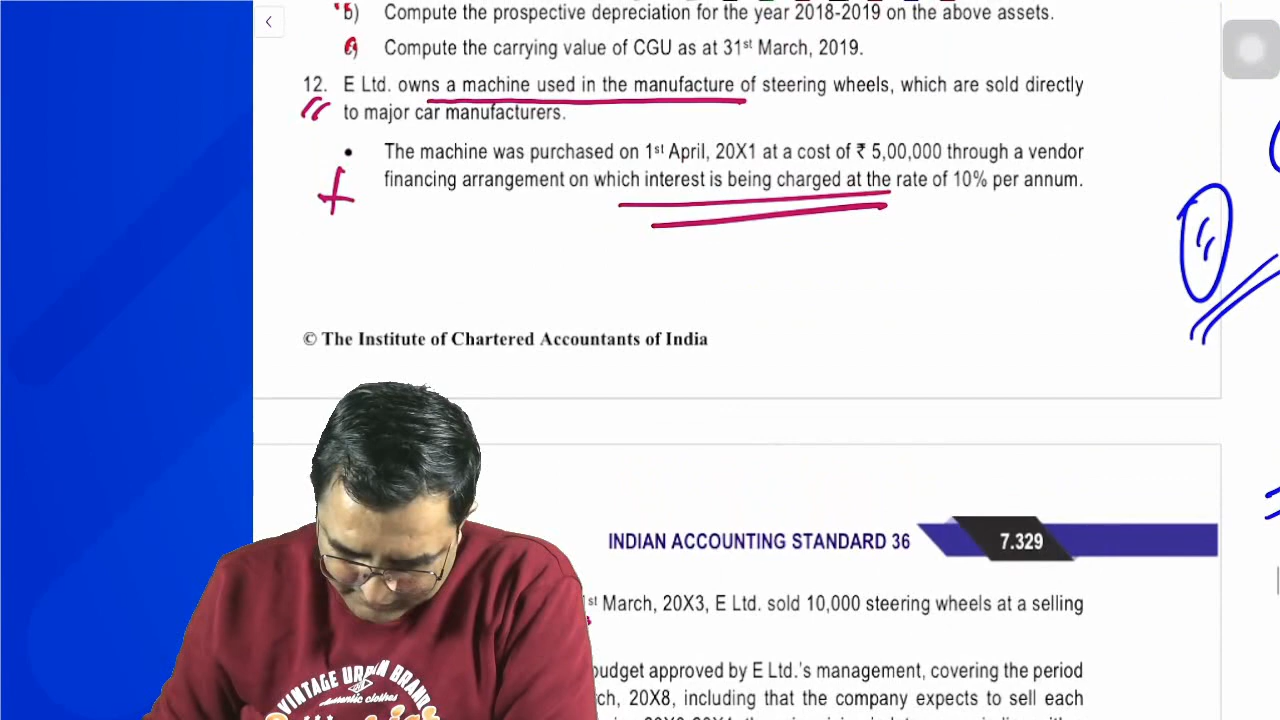 b) Compute the prospective depreciation for the year 2018-2019 on the above assets.
c) Compute the carrying value of CGU as at 31st March, 2019.
12. E Ltd. owns a machine used in the manufacture of steering wheels, which are sold directly
to major car manufacturers.
• The machine was purchased on 1st April, 20X1 at a cost of ₹ 5,00,000 through a vendor
financing arrangement on which interest is being charged at the rate of 10% per annum.
© The Institute of Chartered Accountants of India
INDIAN ACCOUNTING STANDARD 36 7.329
st March, 20X3, E Ltd. sold 10,000 steering wheels at a selling
budget approved by E Ltd.'s management, covering the period
ch, 20X8, including that the company expects to sell each
VINTAGE URBAN BRAND
authentic clothes